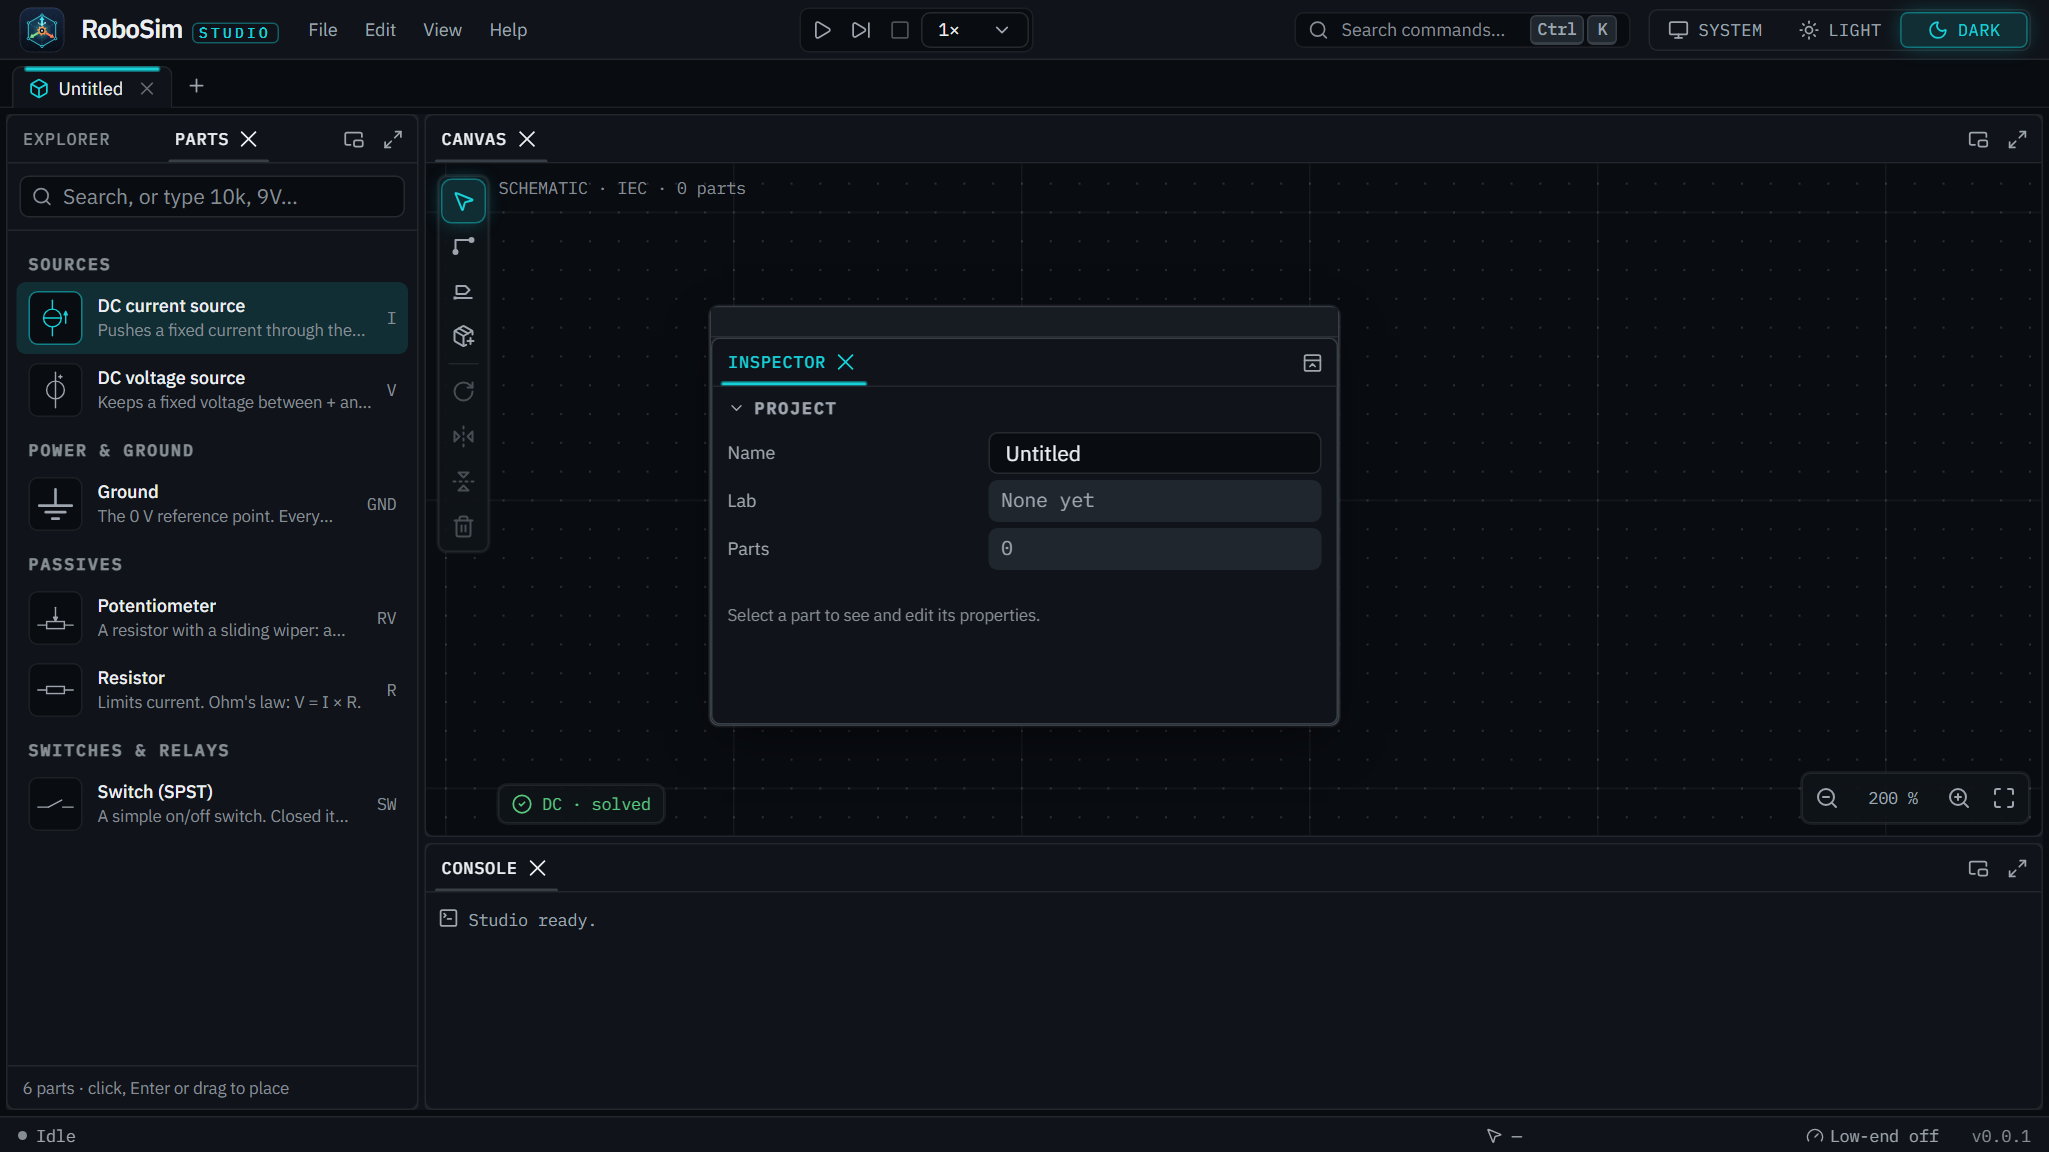 RoboSim STUDIO File Edit View Help 1× Search commands... Ctrl K SYSTEM LIGHT DARK
Untitled
EXPLORER PARTS
Search, or type 10k, 9V...
SOURCES
DC current source
Pushes a fixed current through the...
I
DC voltage source
Keeps a fixed voltage between + an...
V
POWER & GROUND
Ground
The 0 V reference point. Every...
GND
PASSIVES
Potentiometer
A resistor with a sliding wiper: a...
RV
Resistor
Limits current. Ohm's law: V = I × R.
R
SWITCHES & RELAYS
Switch (SPST)
A simple on/off switch. Closed it...
SW
6 parts · click, Enter or drag to place
CANVAS
SCHEMATIC · IEC · 0 parts
INSPECTOR
PROJECT
Name Untitled
Lab None yet
Parts 0
Select a part to see and edit its properties.
DC · solved
200 %
CONSOLE
Studio ready.
Idle
–
Low-end off v0.0.1